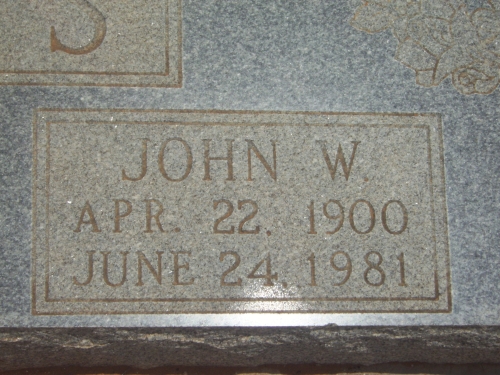 S
JOHN W.
APR. 22, 1900
JUNE 24, 1981